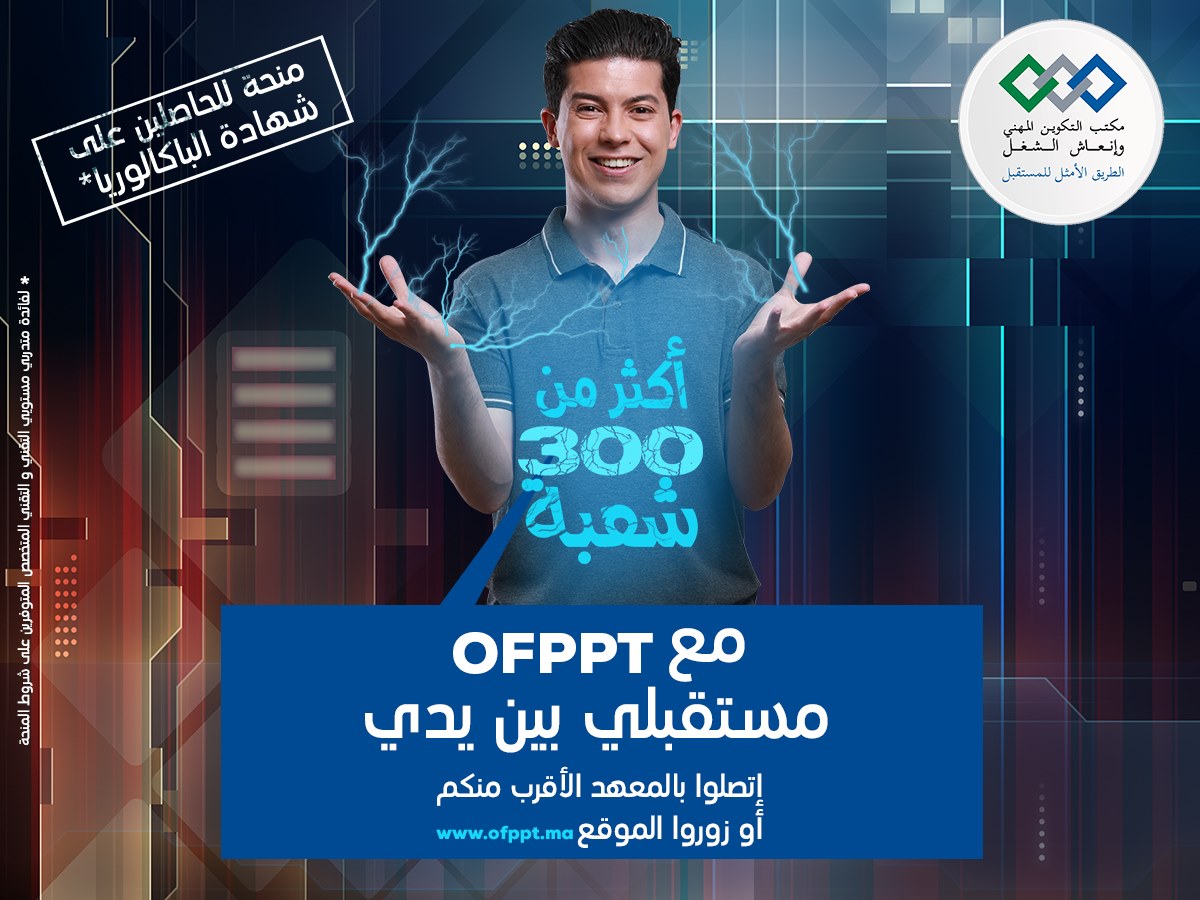 منحة للحاصلين على
شهادة الباكالوريا*
مكتب التكوين المهني
وإنعاش الشغل
الطريق الأمثل للمستقبل
أكثر من
300
شعبة
مع OFPPT
مستقبلي بين يدي
إتصلوا بالمعهد الأقرب منكم
أو زوروا الموقع www.ofppt.ma
* لفائدة متدربي مستويي التقني و التقني المتخصص المتوفرين على شروط المنحة